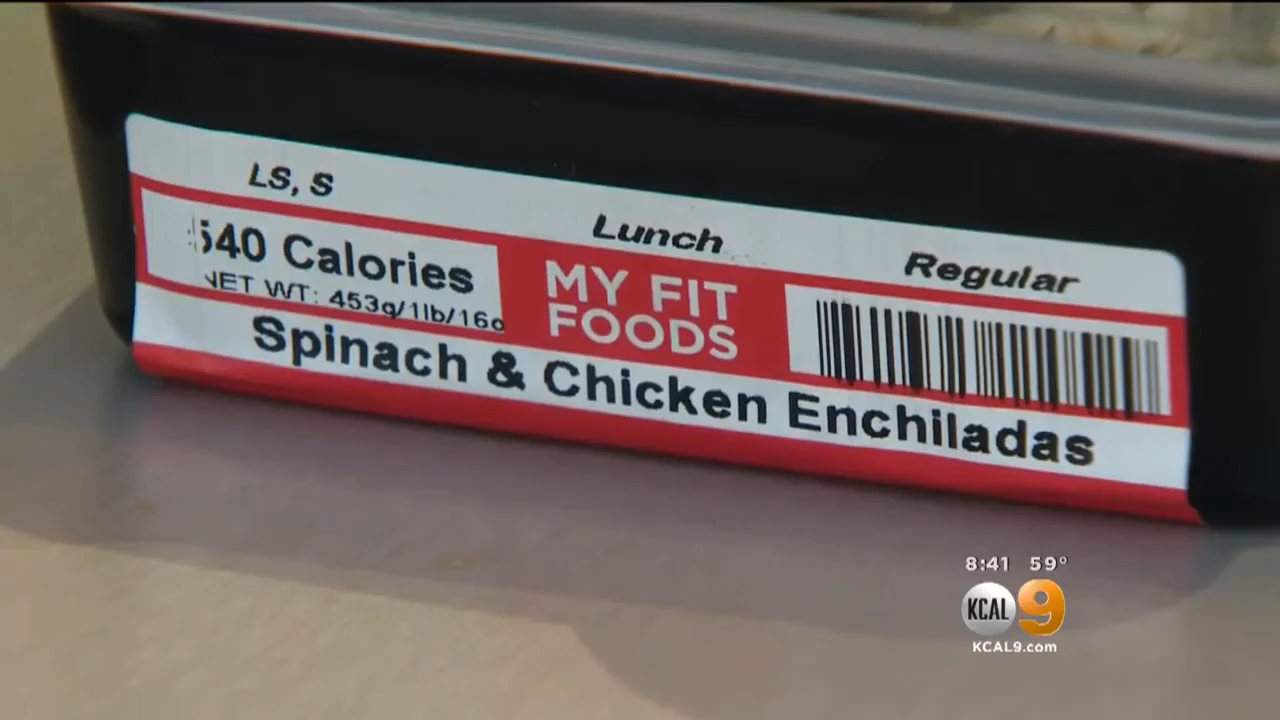 LS, S
Lunch
Regular
540 Calories
NET WT: 453g/1lb/16o
MY FIT
FOODS
Spinach & Chicken Enchiladas
8:41 59°
KCAL 9
KCAL9.com